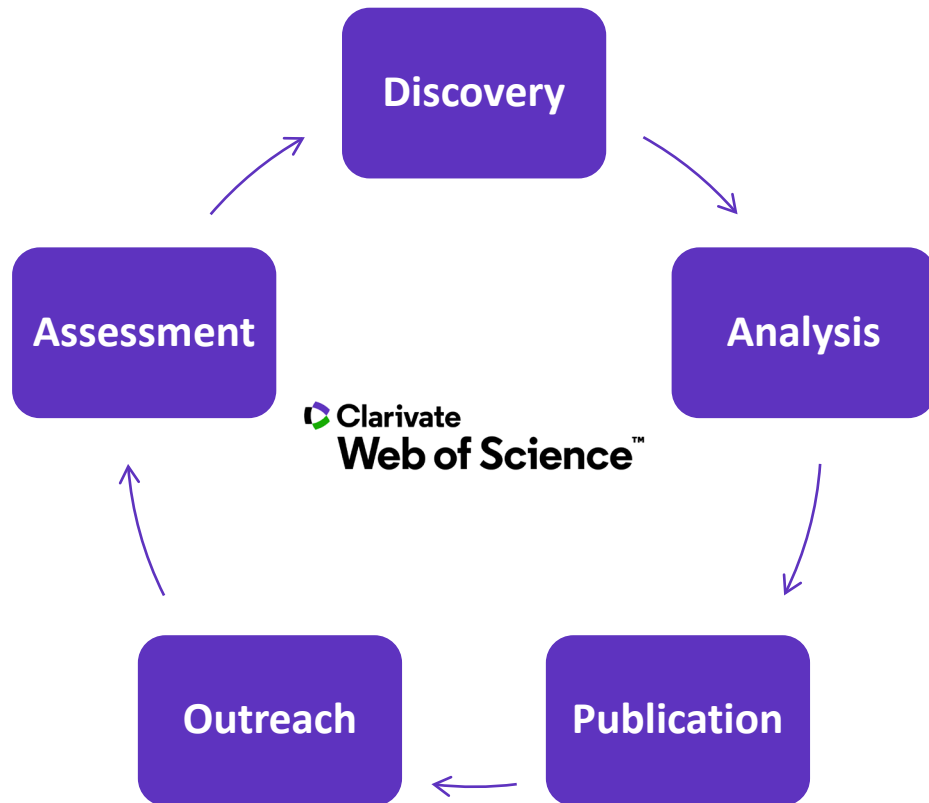 Discovery
Assessment
Analysis
Clarivate
Web of Science™
Outreach
Publication